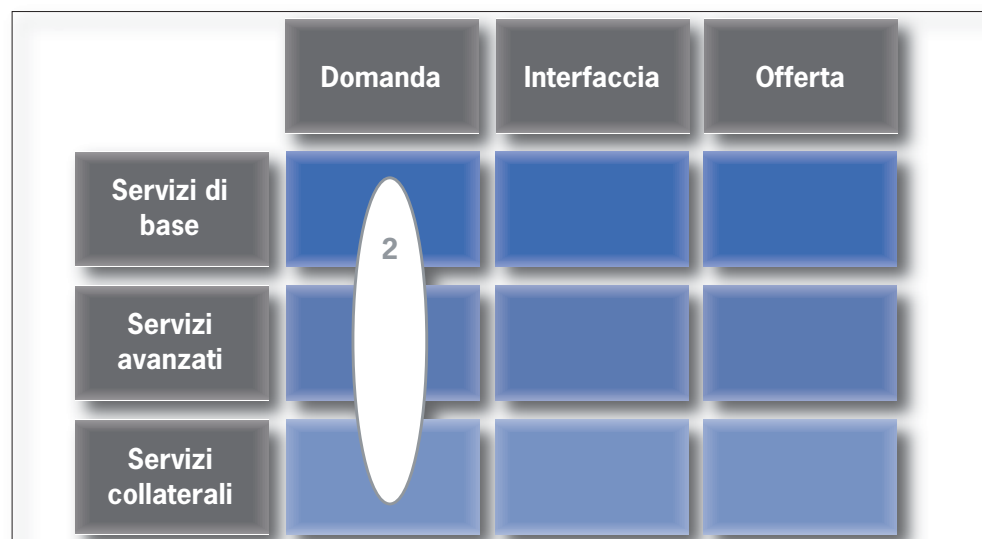 Domanda Interfaccia Offerta
Servizi di
base
2
Servizi
avanzati
Servizi
collaterali